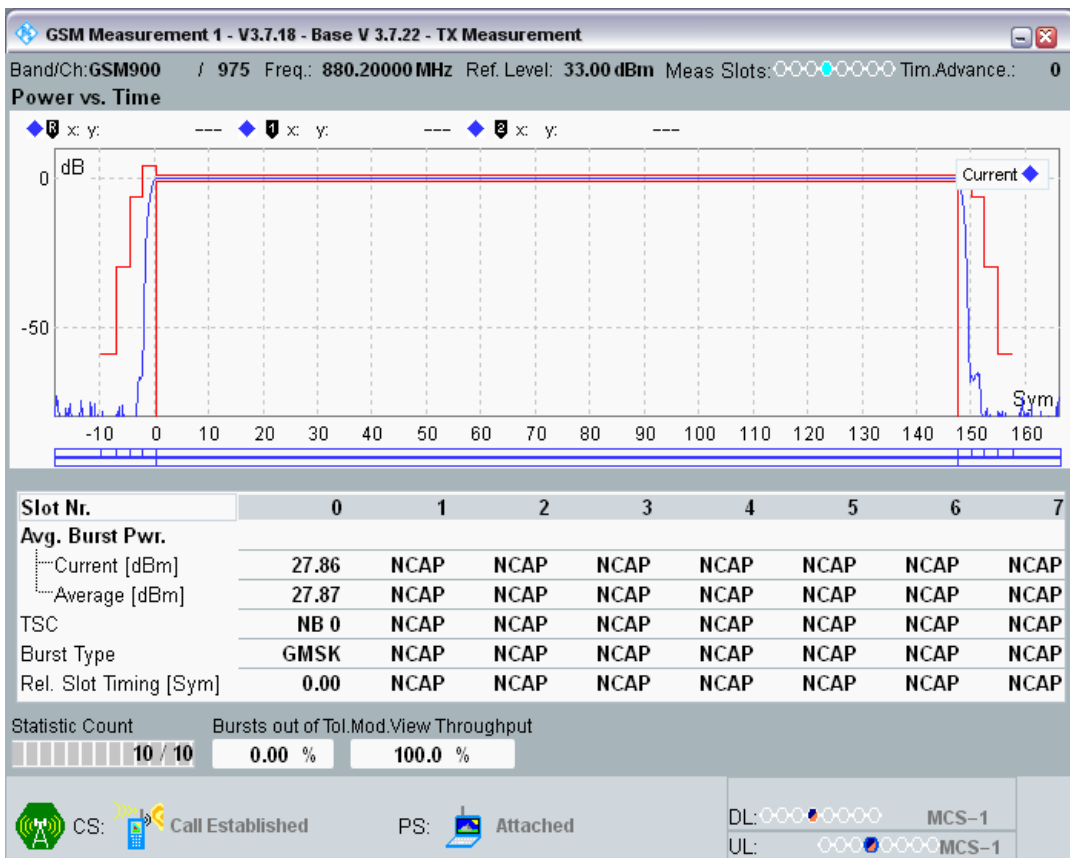 GSM Measurement 1 - V3.7.18 - Base V 3.7.22 - TX Measurement
Band/Ch:GSM900 / 975 Freq.: 880.20000 MHz Ref. Level: 33.00 dBm Meas Slots: Tim.Advance.: 0
Power vs. Time
R x: y: --- 1 x: y: --- 2 x: y: ---
dB
Current
0
-50
Sym
-10 0 10 20 30 40 50 60 70 80 90 100 110 120 130 140 150 160
Slot Nr. 0 1 2 3 4 5 6 7
Avg. Burst Pwr.
Current [dBm] 27.86 NCAP NCAP NCAP NCAP NCAP NCAP NCAP
Average [dBm] 27.87 NCAP NCAP NCAP NCAP NCAP NCAP NCAP
TSC NB 0 NCAP NCAP NCAP NCAP NCAP NCAP NCAP
Burst Type GMSK NCAP NCAP NCAP NCAP NCAP NCAP NCAP
Rel. Slot Timing [Sym] 0.00 NCAP NCAP NCAP NCAP NCAP NCAP NCAP
Statistic Count Bursts out of Tol.Mod.View Throughput
10 / 10 0.00 % 100.0 %
CS: Call Established PS: Attached
DL: MCS-1
UL: MCS-1